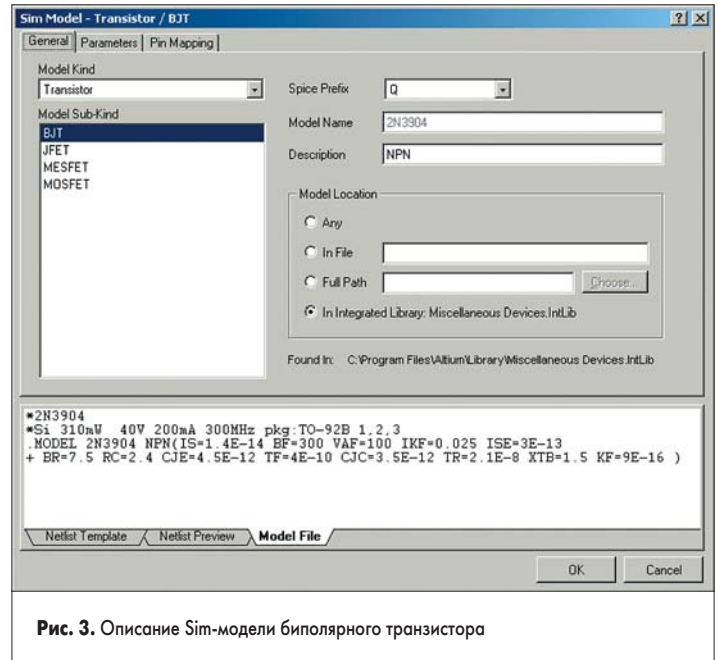 Sim Model - Transistor / BJT
General Parameters Pin Mapping
Model Kind
Transistor
Model Sub-Kind
BJT
JFET
MESFET
MOSFET
Spice Prefix Q
Model Name 2N3904
Description NPN
Model Location
Any
In File
Full Path Choose...
In Integrated Library: Miscellaneous Devices.IntLib
Found In: C:\Program Files\Altium\Library\Miscellaneous Devices.IntLib
*2N3904
*Si 310mW 40V 200mA 300MHz pkg:TO-92B 1,2,3
.MODEL 2N3904 NPN(IS=1.4E-14 BF=300 VAF=100 IKF=0.025 ISE=3E-13
+ BR=7.5 RC=2.4 CJE=4.5E-12 TF=4E-10 CJC=3.5E-12 TR=2.1E-8 XTB=1.5 KF=9E-16 )
Netlist Template Netlist Preview Model File
OK Cancel
Рис. 3. Описание Sim-модели биполярного транзистора